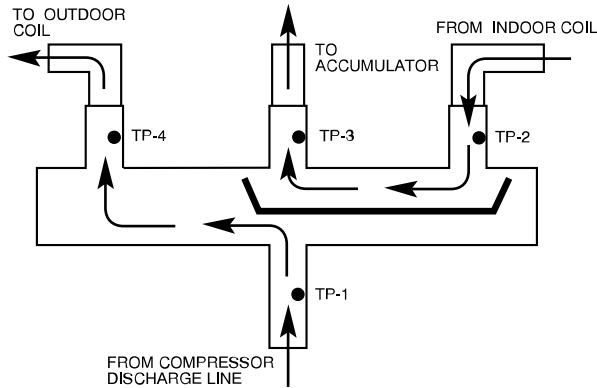 TO OUTDOOR
COIL
TO
ACCUMULATOR
FROM INDOOR COIL
TP-4
TP-3
TP-2
TP-1
FROM COMPRESSOR
DISCHARGE LINE